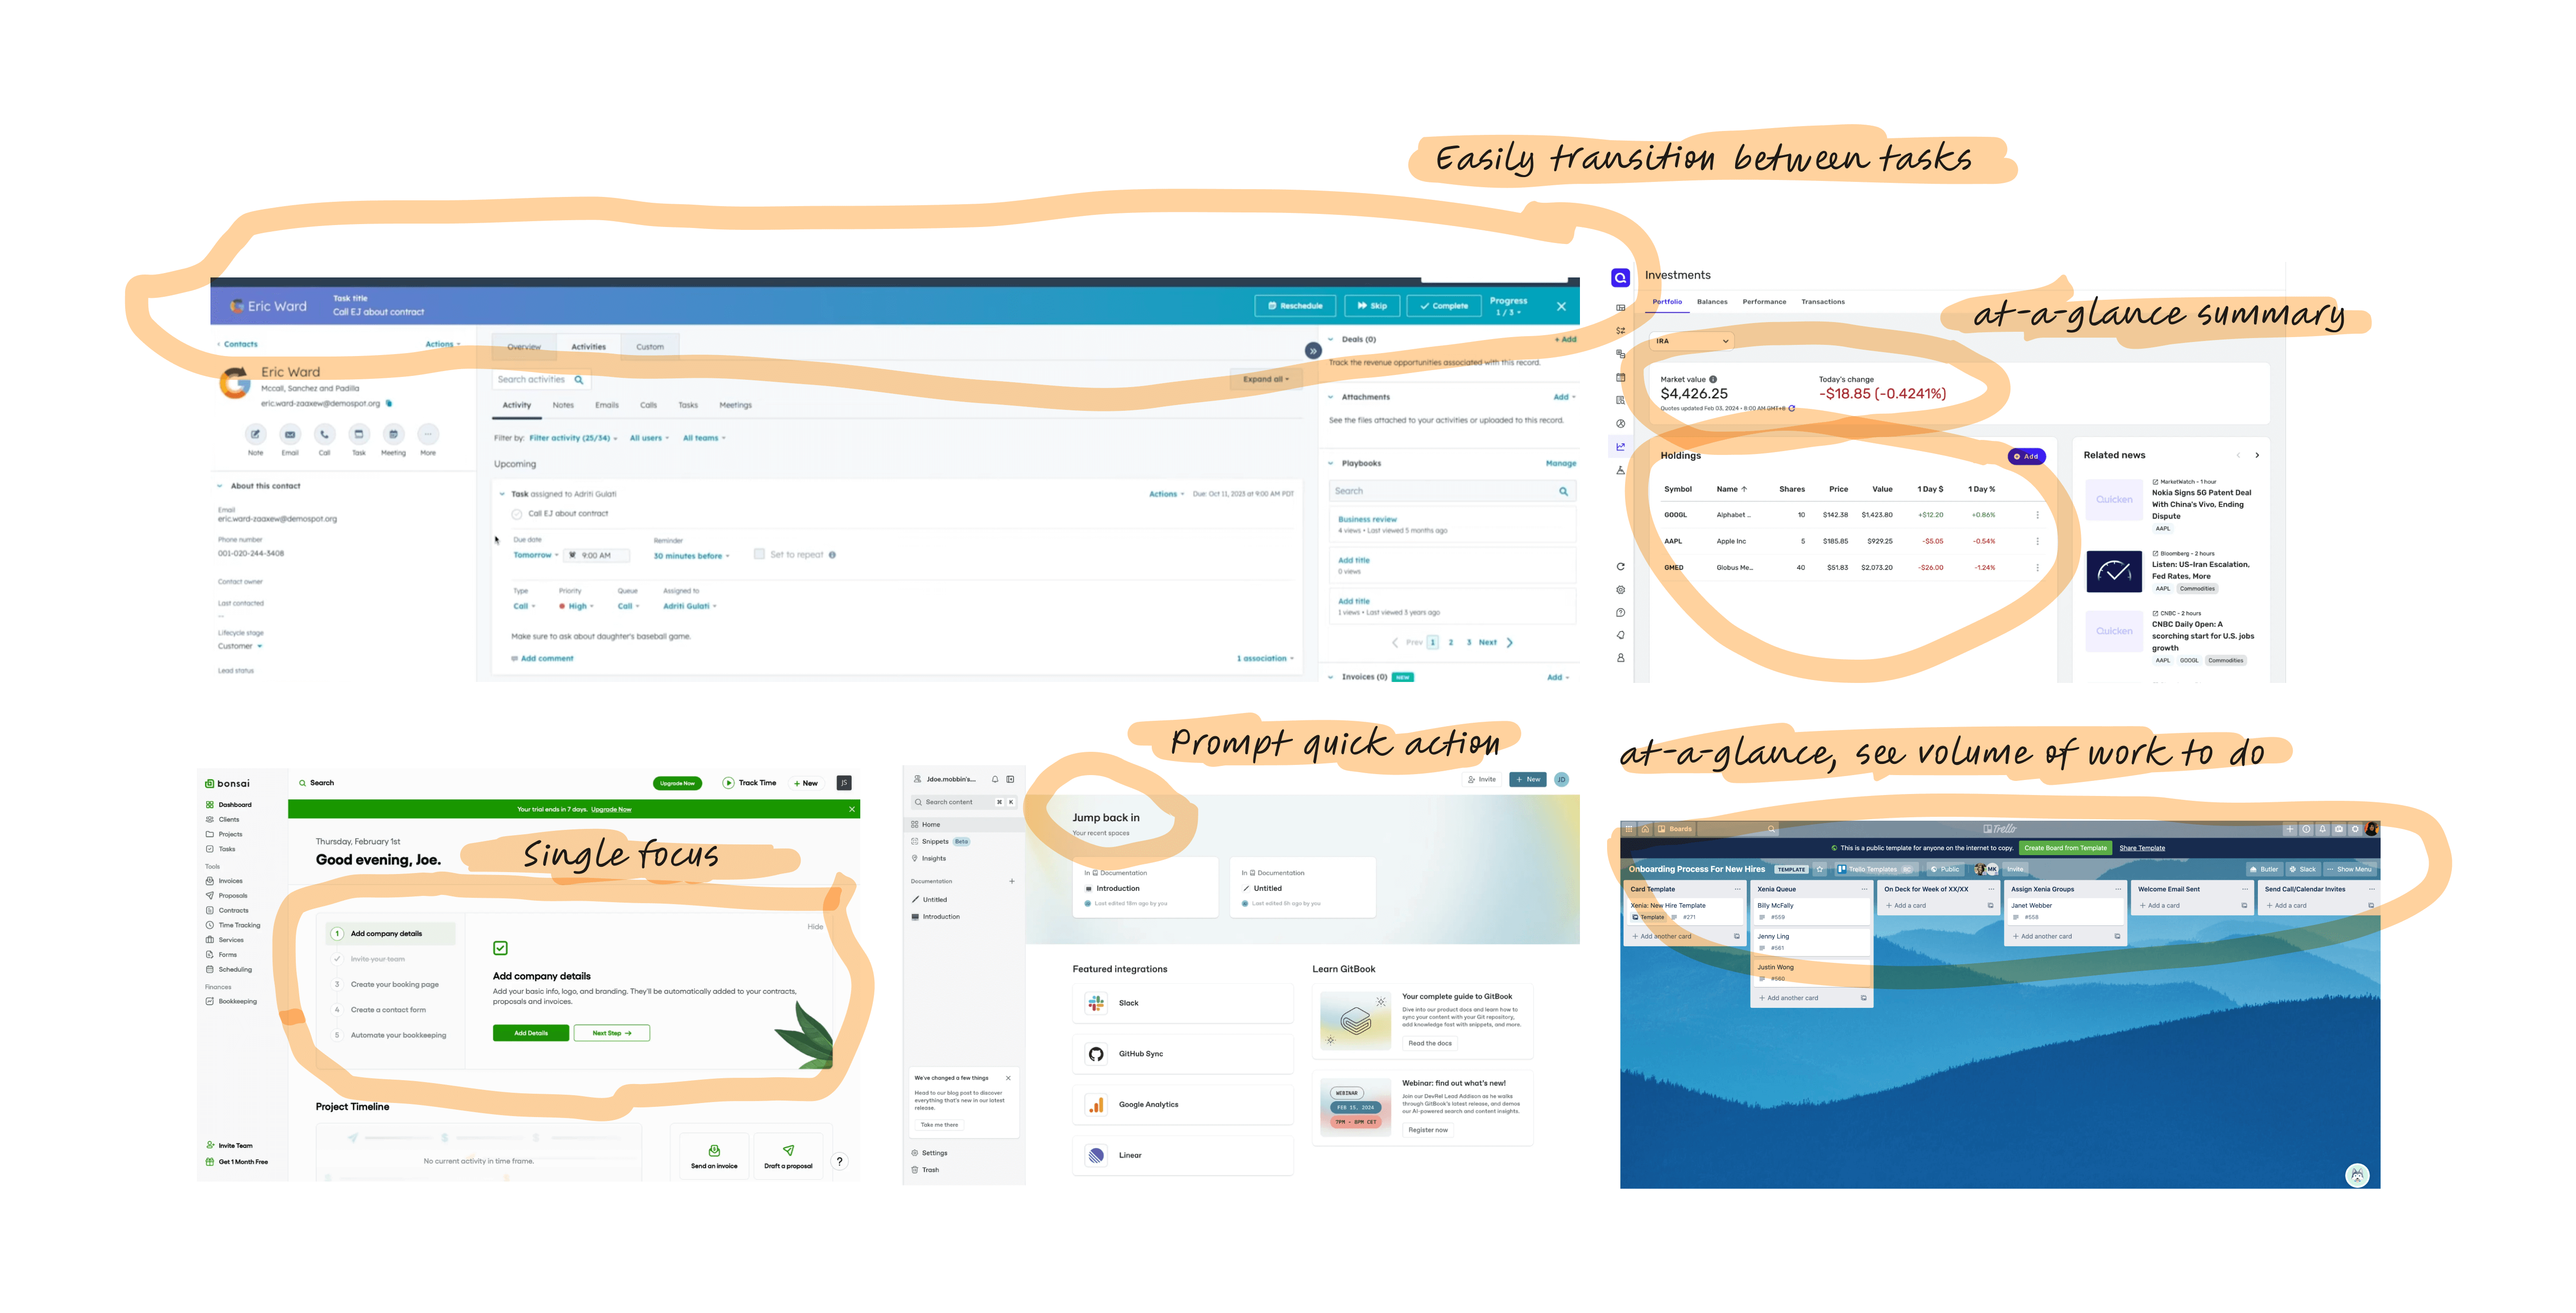 Easily transition between tasks
Eric Ward
Task title
Call EJ about contract
Reschedule
Skip
Complete
Progress
1 / 3
Contacts
Actions
Eric Ward
Mccall, Sanchez and Padilla
eric.ward-zaaxew@demospot.org
Note Email Call Task Meeting More
About this contact
Email
eric.ward-zaaxew@demospot.org
Phone number
001-020-244-3408
Contact owner
Last contacted
--
Lifecycle stage
Customer
Lead status
Overview Activities Custom
Search activities
Expand all
Activity Notes Emails Calls Tasks Meetings
Filter by: Filter activity (25/34) All users All teams
Upcoming
Task assigned to Adriti Gulati
Actions Due: Oct 11, 2023 at 9:00 AM PDT
Call EJ about contract
Due date Reminder
Tomorrow 9:00 AM 30 minutes before Set to repeat
Type Priority Queue Assigned to
Call High Call Adriti Gulati
Make sure to ask about daughter's baseball game.
Add comment
1 association
Deals (0)
+ Add
Track the revenue opportunities associated with this record.
Attachments
Add
See the files attached to your activities or uploaded to this record.
Playbooks
Manage
Search
Business review
4 views • Last viewed 5 months ago
Add title
0 views
Add title
1 views • Last viewed 3 years ago
Prev 1 2 3 Next
Invoices (0) NEW
Add
at-a-glance summary
Investments
Portfolio Balances Performance Transactions
IRA
Market value
$4,426.25
Quotes updated Feb 03, 2024 - 9:00 AM GMT+8
Today's change
-$18.85 (-0.4241%)
Holdings
Add
Symbol Name Shares Price Value 1 Day $ 1 Day %
GOOGL Alphabet ... 10 $142.38 $1,423.80 +$12.20 +0.86%
AAPL Apple Inc 5 $185.85 $929.25 -$5.05 -0.54%
GMED Globus Me... 40 $51.83 $2,073.20 -$26.00 -1.24%
Related news
Quicken
MarketWatch - 1 hour
Nokia Signs 5G Patent Deal
With China's Vivo, Ending
Dispute
AAPL
Bloomberg - 2 hours
Listen: US-Iran Escalation,
Fed Rates, More
AAPL Commodities
Quicken
CNBC - 2 hours
CNBC Daily Open: A
scorching start for U.S. jobs
growth
AAPL GOOGL Commodities
bonsai
Dashboard
Clients
Projects
Tasks
Tools
Invoices
Proposals
Contracts
Time Tracking
Services
Forms
Scheduling
Finances
Bookkeeping
Invite Team
Get 1 Month Free
Search
Upgrade Now
Track Time
+ New
JS
Your trial ends in 7 days. Upgrade Now
Thursday, February 1st
Good evening, Joe.
Single focus
Hide
1 Add company details
Invite your team
3 Create your booking page
4 Create a contact form
5 Automate your bookkeeping
Add company details
Add your basic info, logo, and branding. They'll be automatically added to your contracts,
proposals and invoices.
Add Details
Next Step →
Project Timeline
No current activity in time frame.
Send an invoice
Draft a proposal
?
Prompt quick action
Jdoe.mobbin's...
Search content ⌘ K
Home
Snippets Beta
Insights
Documentation +
Untitled
Introduction
We've changed a few things
Head to our blog post to discover
everything that's new in our latest
release.
Take me there
Settings
Trash
Invite
+ New
JD
Jump back in
Your recent spaces
In Documentation
Introduction
Last edited 18m ago by you
In Documentation
Untitled
Last edited 6h ago by you
Featured integrations
Slack
GitHub Sync
Google Analytics
Linear
Learn GitBook
Your complete guide to GitBook
Dive into our product docs and learn how to
sync your content with your Git repository,
add knowledge fast with snippets, and more.
Read the docs
WEBINAR
FEB 15, 2024
7PM - 8PM CET
Webinar: find out what's new!
Join our DevRel Lead Addison as he walks
through GitBook's latest release, and demos
our AI-powered search and content insights.
Register now
at-a-glance, see volume of work to do
Boards
Trello
This is a public template for anyone on the internet to copy.
Create Board from Template
Share Template
Onboarding Process For New Hires
TEMPLATE
Trello Templates
Public
MK
Invite
Butler
Slack
Show Menu
Card Template
Xenia: New Hire Template
Template #271
+ Add another card
Xenia Queue
Billy McFally
#559
Jenny Ling
#561
Justin Wong
#560
+ Add another card
On Deck for Week of XX/XX
+ Add a card
Assign Xenia Groups
Janet Webber
#558
+ Add another card
Welcome Email Sent
+ Add a card
Send Call/Calendar Invites
+ Add a card